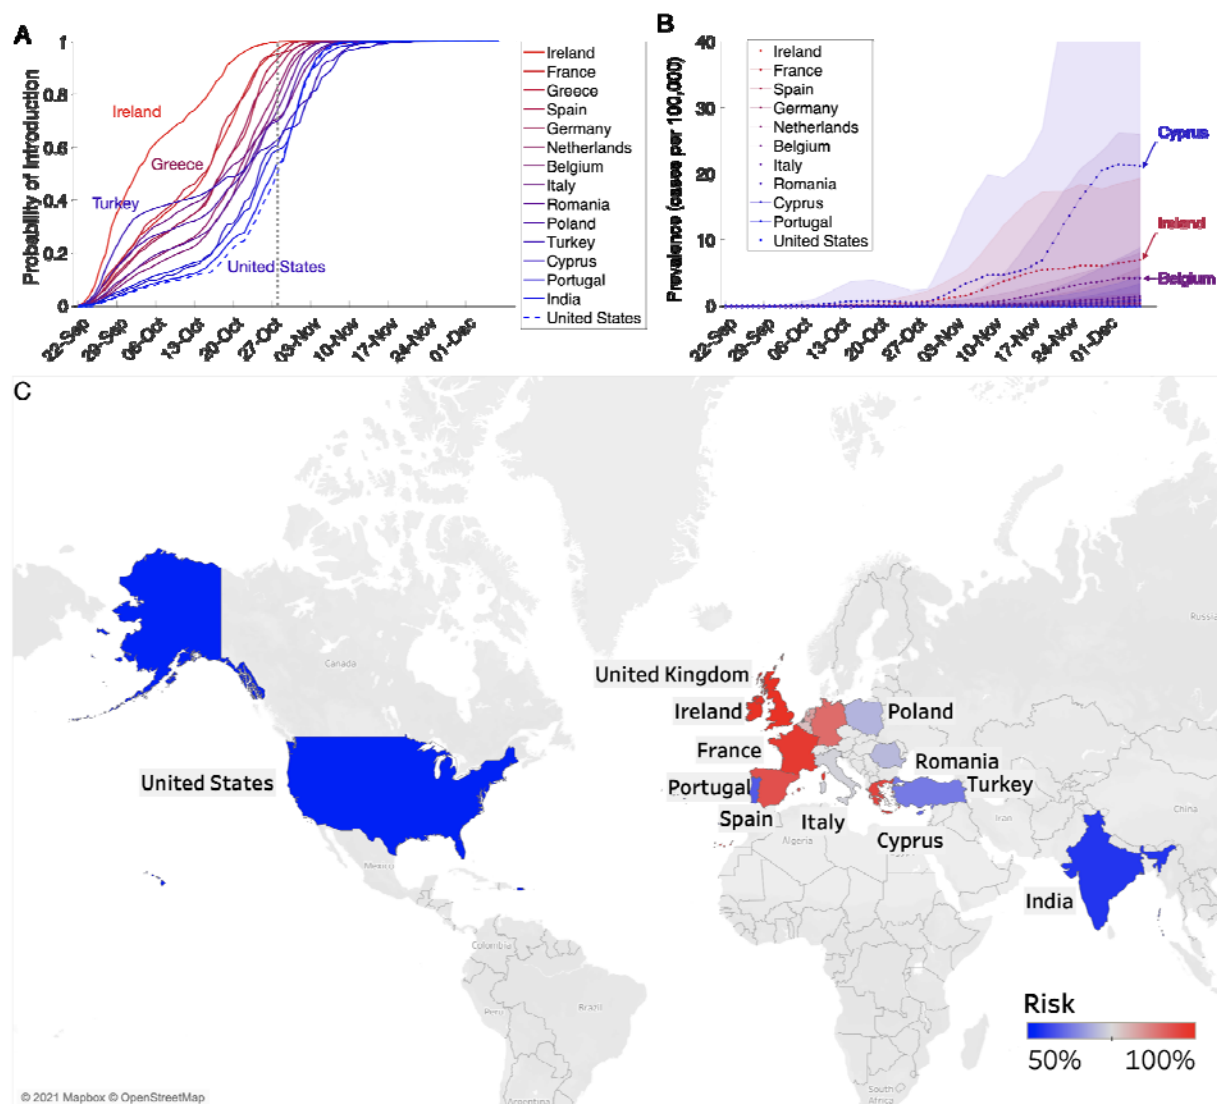 A
Probability of Introduction
1
0.8
0.6
0.4
0.2
0
Ireland
Greece
Turkey
United States
22-Sep
29-Sep
06-Oct
13-Oct
20-Oct
27-Oct
03-Nov
10-Nov
17-Nov
24-Nov
01-Dec
Ireland
France
Greece
Spain
Germany
Netherlands
Belgium
Italy
Romania
Poland
Turkey
Cyprus
Portugal
India
United States
B
Prevalence (cases per 100,000)
40
30
20
10
0
Ireland
France
Spain
Germany
Netherlands
Belgium
Italy
Romania
Cyprus
Portugal
United States
Cyprus
Ireland
Belgium
22-Sep
29-Sep
06-Oct
13-Oct
20-Oct
27-Oct
03-Nov
10-Nov
17-Nov
24-Nov
01-Dec
C
Russia
Canada
United Kingdom
Ireland
Poland
France
Romania
United States
Portugal
Turkey
Spain
Italy
Iran
China
Cyprus
Algeria
Mexico
India
Colombia
Peru
Brazil
Risk
50% 100%
South
Africa
Argentina
© 2021 Mapbox © OpenStreetMap